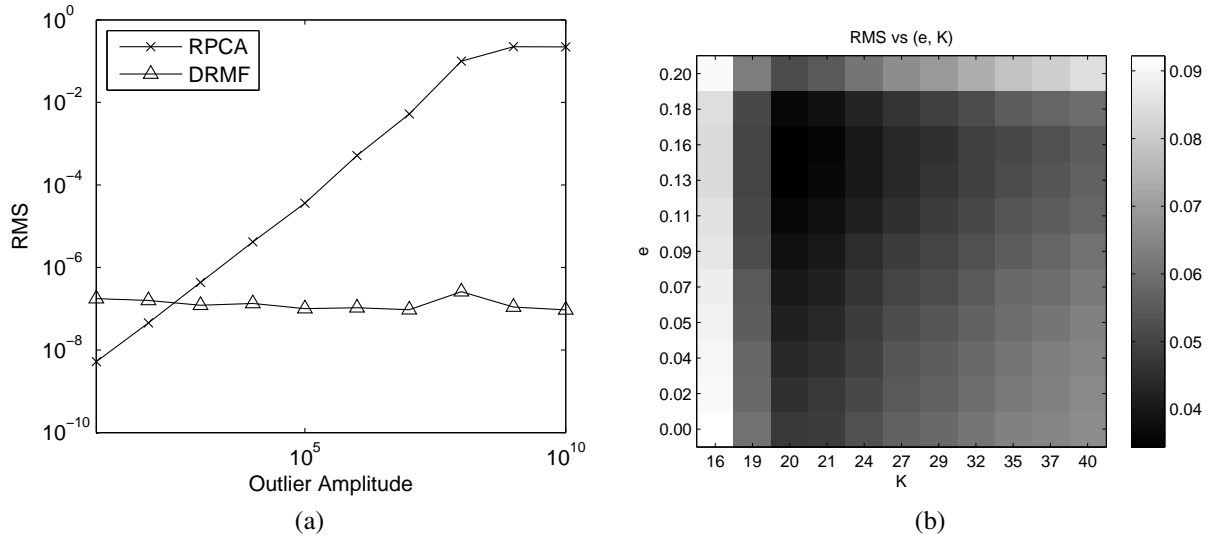 10^0
10^−2
10^−4
10^−6
10^−8
10^−10
RMS
RPCA
DRMF
10^5
10^10
Outlier Amplitude
(a)
RMS vs (e, K)
0.20
0.18
0.16
0.13
0.11
0.09
0.07
0.05
0.04
0.02
0.00
e
16 19 20 21 24 27 29 32 35 37 40
K
0.09
0.08
0.07
0.06
0.05
0.04
(b)